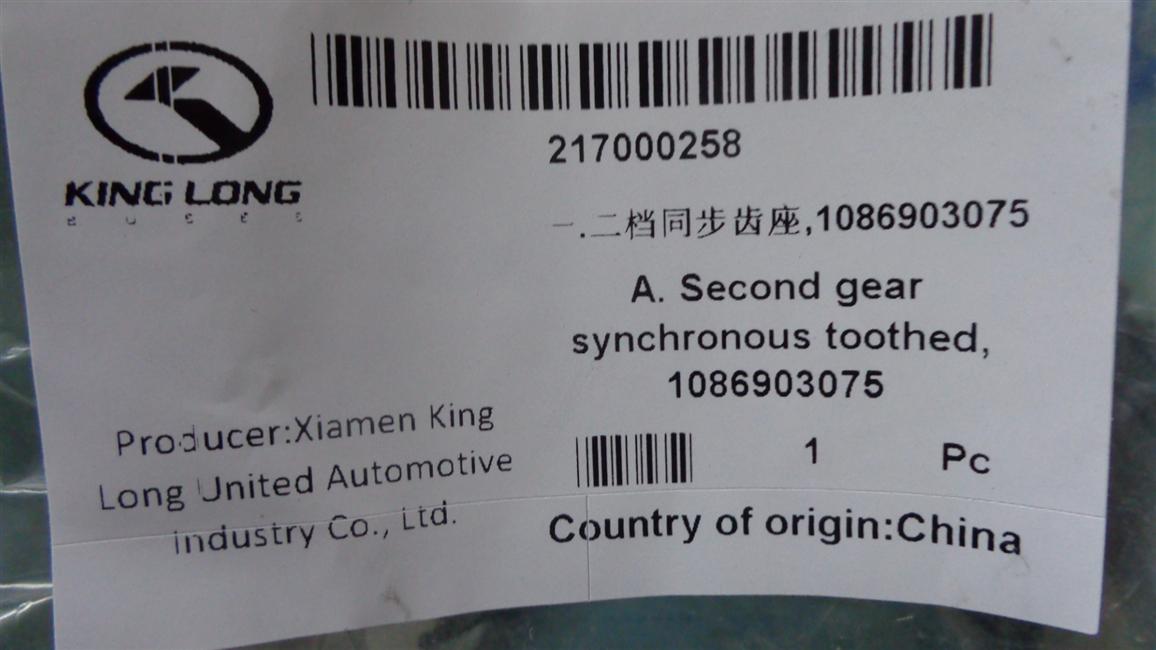 KING LONG
BUSES
217000258
一.二档同步齿座,1086903075
A. Second gear
synchronous toothed,
1086903075
Producer:Xiamen King
Long United Automotive
industry Co., Ltd.
1 Pc
Country of origin:China